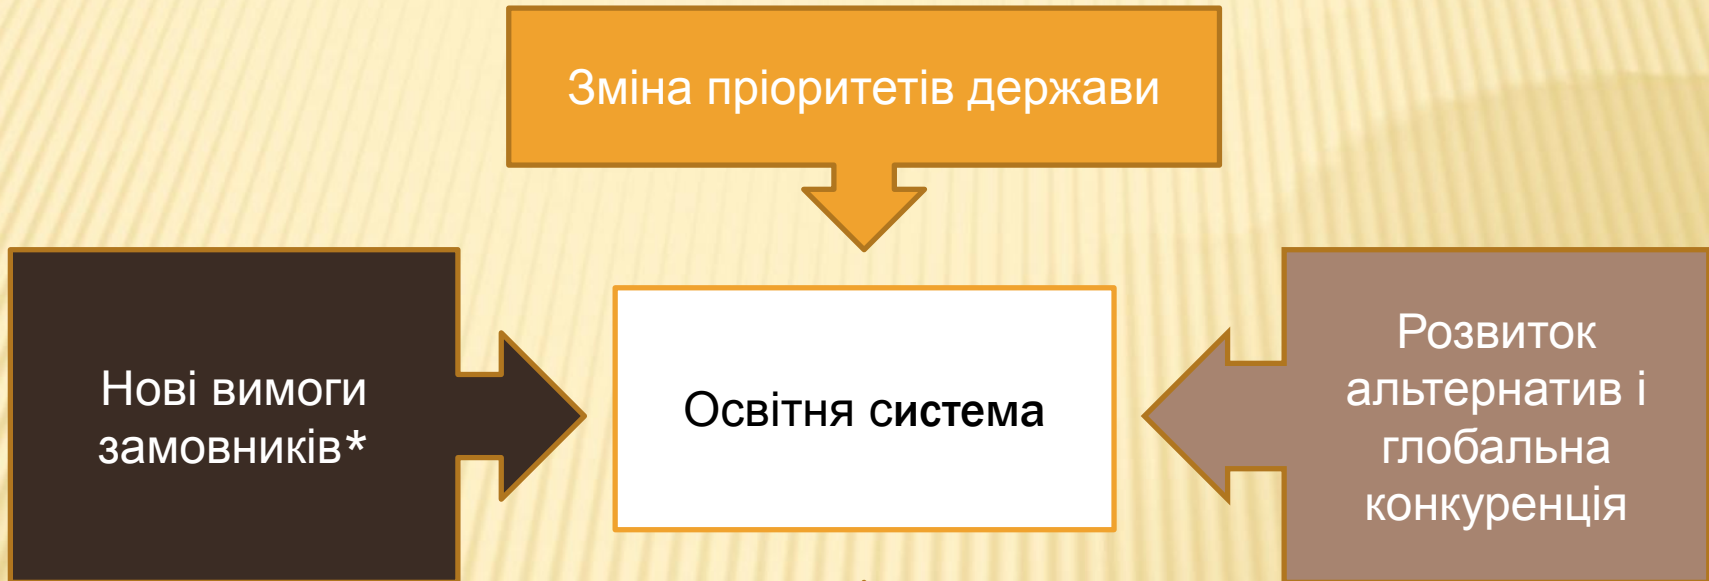 Зміна пріоритетів держави
Нові вимоги
замовників*
Освітня система
Розвиток
альтернатив і
глобальна
конкуренція